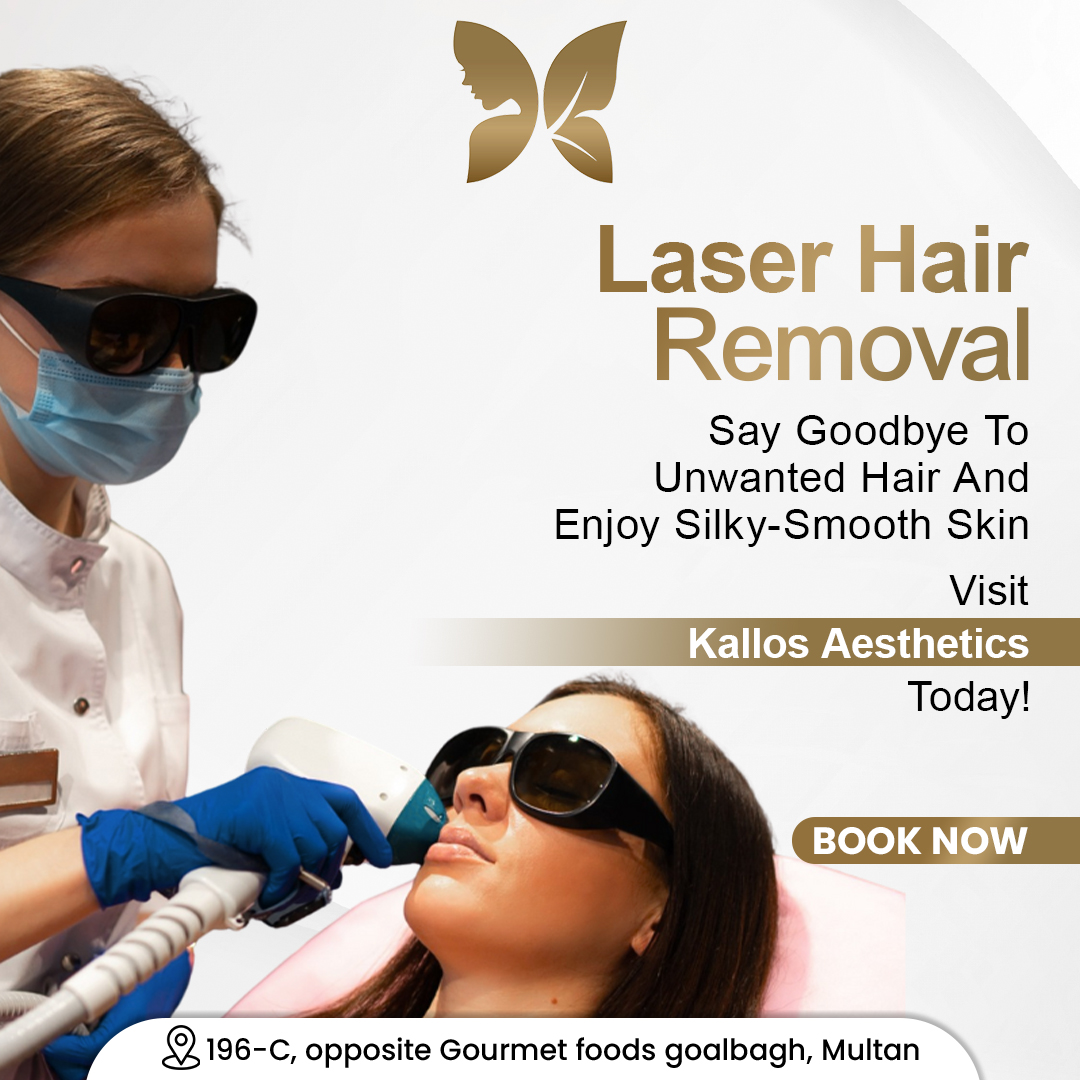 Laser Hair
Removal
Say Goodbye To
Unwanted Hair And
Enjoy Silky-Smooth Skin
Visit
Kallos Aesthetics
Today!
BOOK NOW
196-C, opposite Gourmet foods goalbagh, Multan